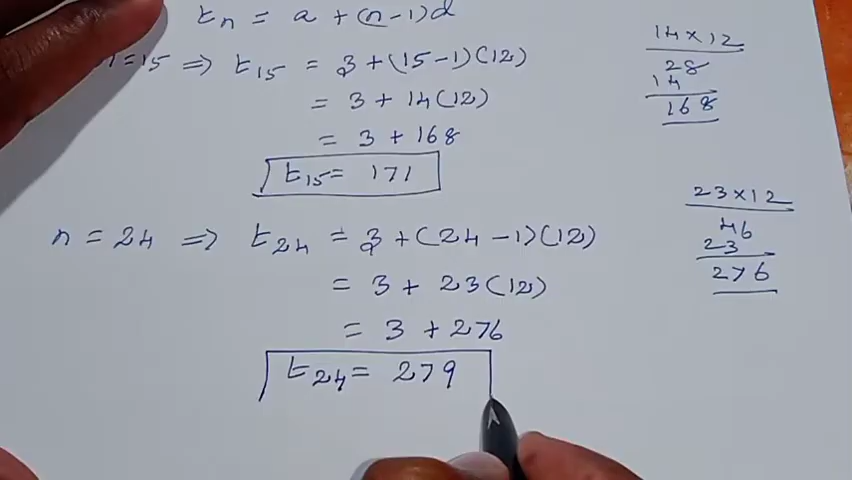 tn = a + (n-1)d
= 15 ⇒ t15 = 3 + (15-1)(12)
= 3 + 14(12)
= 3 + 168
t15 = 171
n = 24 ⇒ t24 = 3 + (24-1)(12)
= 3 + 23(12)
= 3 + 276
t24 = 279
14×12
28
14
168
23×12
46
23
276